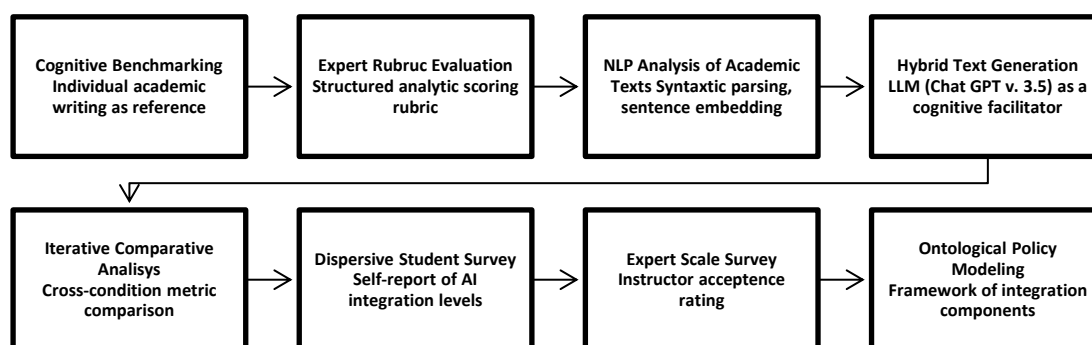 Cognitive Benchmarking
Individual academic
writing as reference
Expert Rubruc Evaluation
Structured analytic scoring
rubric
NLP Analysis of Academic
Texts Syntaxtic parsing,
sentence embedding
Hybrid Text Generation
LLM (Chat GPT v. 3.5) as a
cognitive facilitator
Iterative Comparative
Analisys
Cross-condition metric
comparison
Dispersive Student Survey
Self-report of AI
integration levels
Expert Scale Survey
Instructor acceptence
rating
Ontological Policy
Modeling
Framework of integration
components